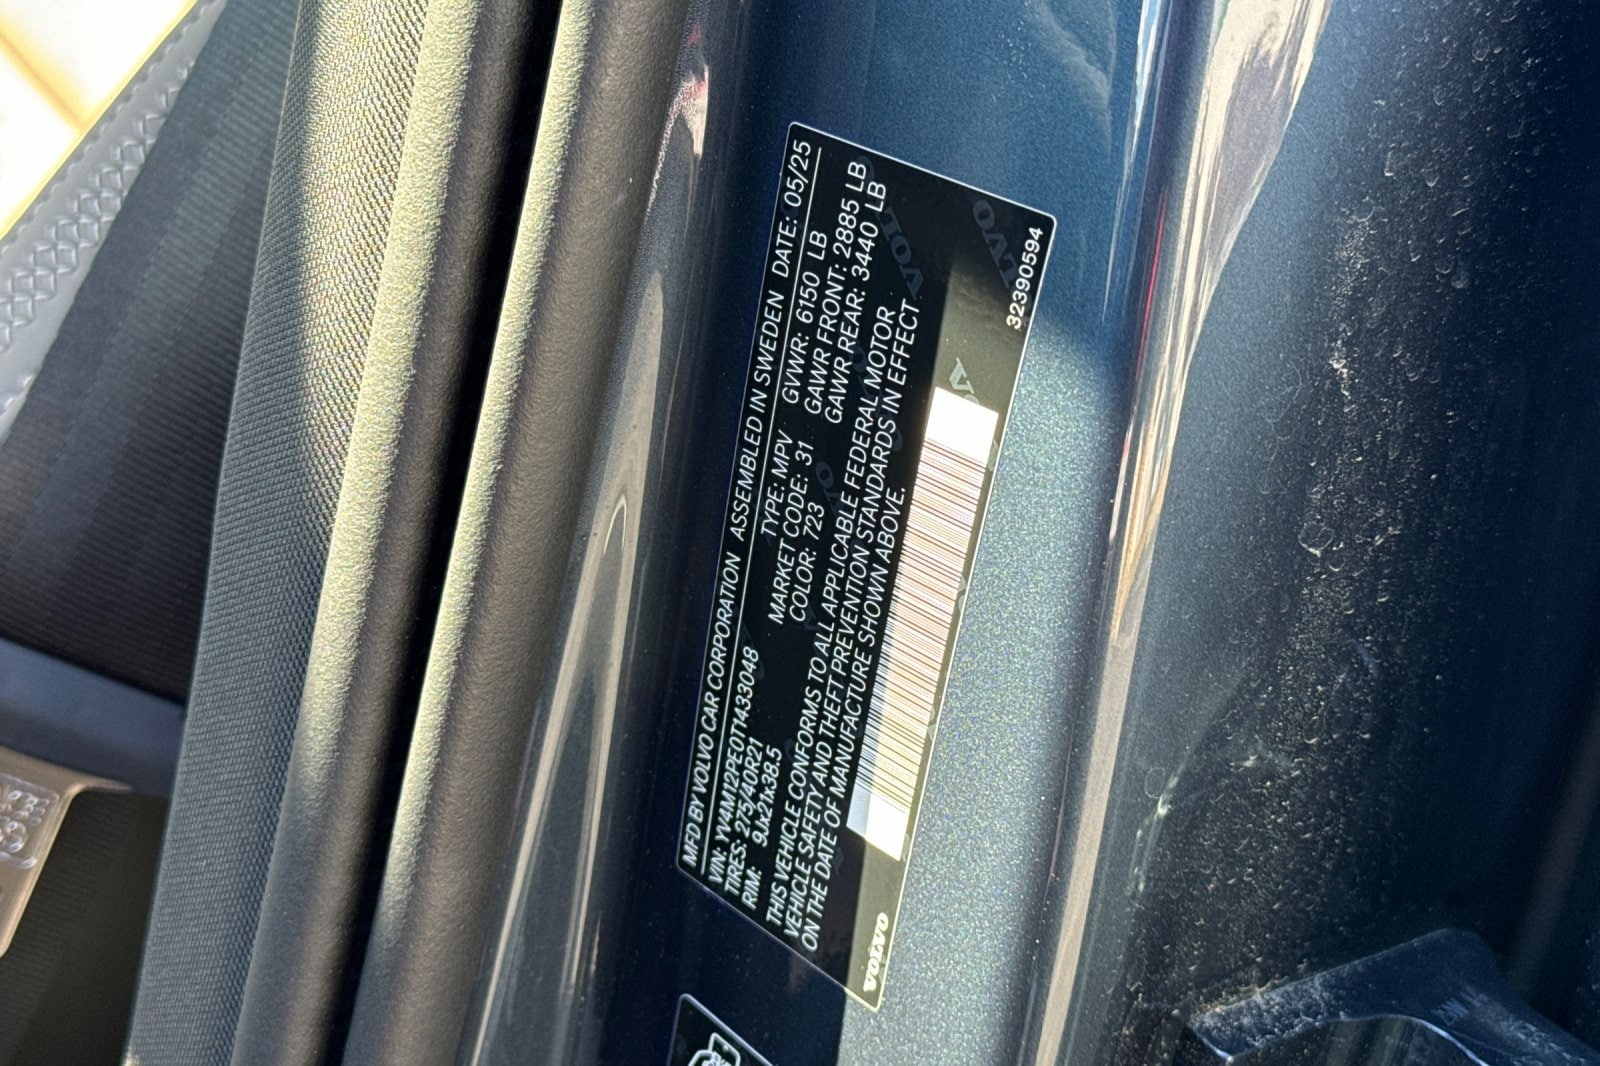 MFD BY VOLVO CAR CORPORATION ASSEMBLED IN SWEDEN DATE: 05/25
VIN: YV4M12PE0T1433048 TYPE: MPV GVWR: 6150 LB
TIRES: 275/40R21 MARKET CODE: 31 GAWR FRONT: 2885 LB
RIM: 9Jx21x38.5 COLOR: 723 GAWR REAR: 3440 LB
THIS VEHICLE CONFORMS TO ALL APPLICABLE FEDERAL MOTOR
VEHICLE SAFETY AND THEFT PREVENTION STANDARDS IN EFFECT
ON THE DATE OF MANUFACTURE SHOWN ABOVE.
VOLVO
32390594